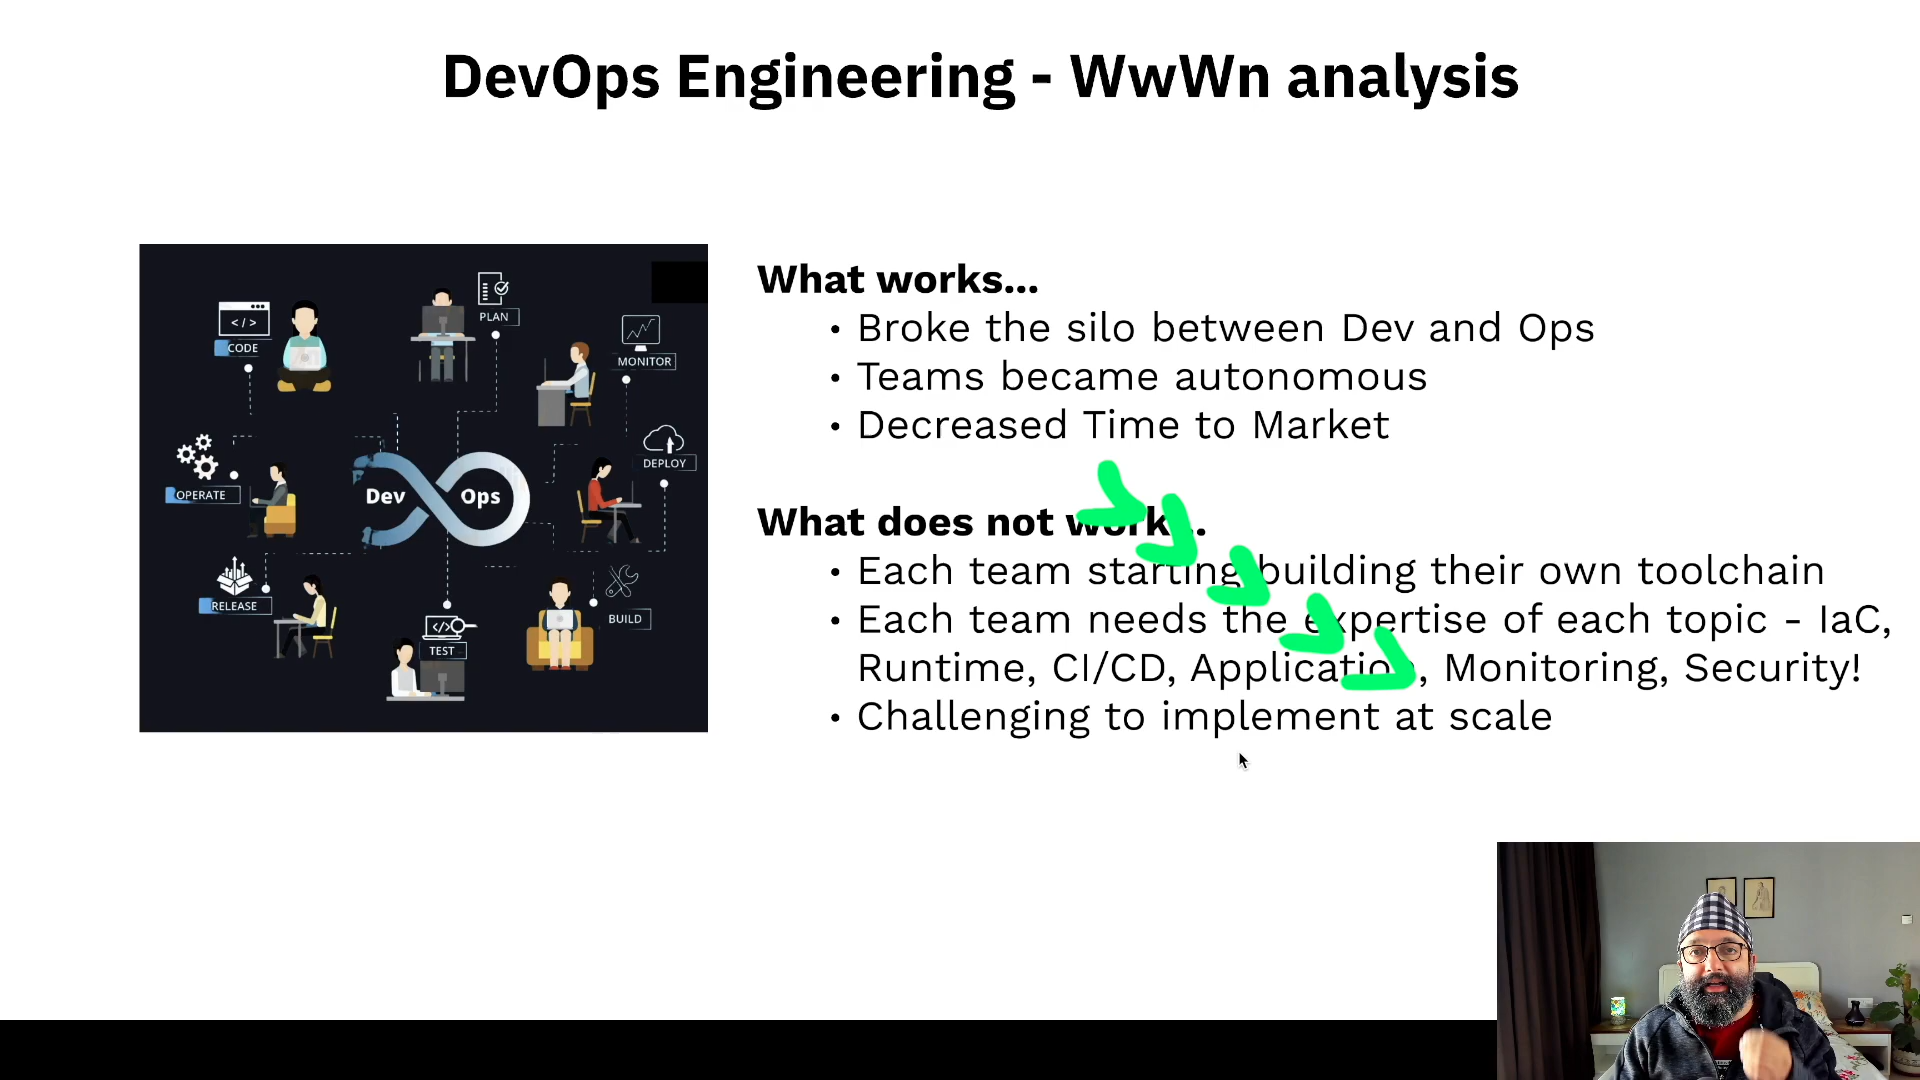 DevOps Engineering - WwWn analysis
What works...
• Broke the silo between Dev and Ops
• Teams became autonomous
• Decreased Time to Market
What does not work...
• Each team starting building their own toolchain
• Each team needs the expertise of each topic - IaC,
Runtime, CI/CD, Application, Monitoring, Security!
• Challenging to implement at scale
PLAN
</>
CODE
MONITOR
DEPLOY
OPERATE
Dev
Ops
RELEASE
BUILD
</>
TEST